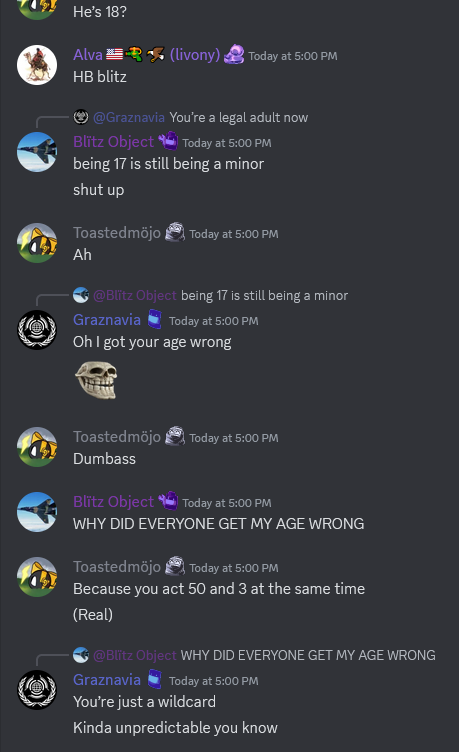 He's 18?
Alva 🇺🇸🔫🦅 (livony) Today at 5:00 PM
HB blitz
@Graznavia You're a legal adult now
Blītz Object Today at 5:00 PM
being 17 is still being a minor
shut up
Toastedmöjo Today at 5:00 PM
Ah
@Blītz Object being 17 is still being a minor
Graznavia Today at 5:00 PM
Oh I got your age wrong
Toastedmöjo Today at 5:00 PM
Dumbass
Blītz Object Today at 5:00 PM
WHY DID EVERYONE GET MY AGE WRONG
Toastedmöjo Today at 5:00 PM
Because you act 50 and 3 at the same time
(Real)
@Blītz Object WHY DID EVERYONE GET MY AGE WRONG
Graznavia Today at 5:00 PM
You're just a wildcard
Kinda unpredictable you know